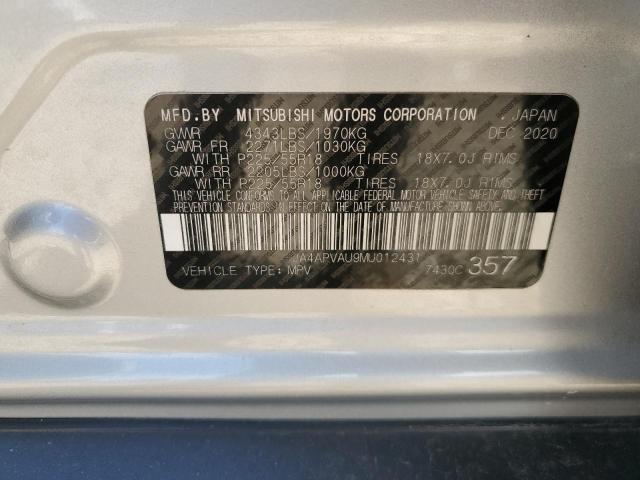 MFD.BY MITSUBISHI MOTORS CORPORATION . JAPAN
GVWR 4343LBS/1970KG DEC 2020
GAWR FR 2271LBS/1030KG
WITH P225/55R18 TIRES 18X7.0J RIMS
GAWR RR 2205LBS/1000KG
WITH P225/55R18 TIRES 18X7.0J RIMS
THIS VEHICLE CONFORMS TO ALL APPLICABLE FEDERAL MOTOR VEHICLE SAFETY AND THEFT
PREVENTION STANDARDS IN EFFECT ON THE DATE OF MANUFACTURE SHOWN ABOVE.
JA4APVAU9MU012431
VEHICLE TYPE: MPV 7430C 357